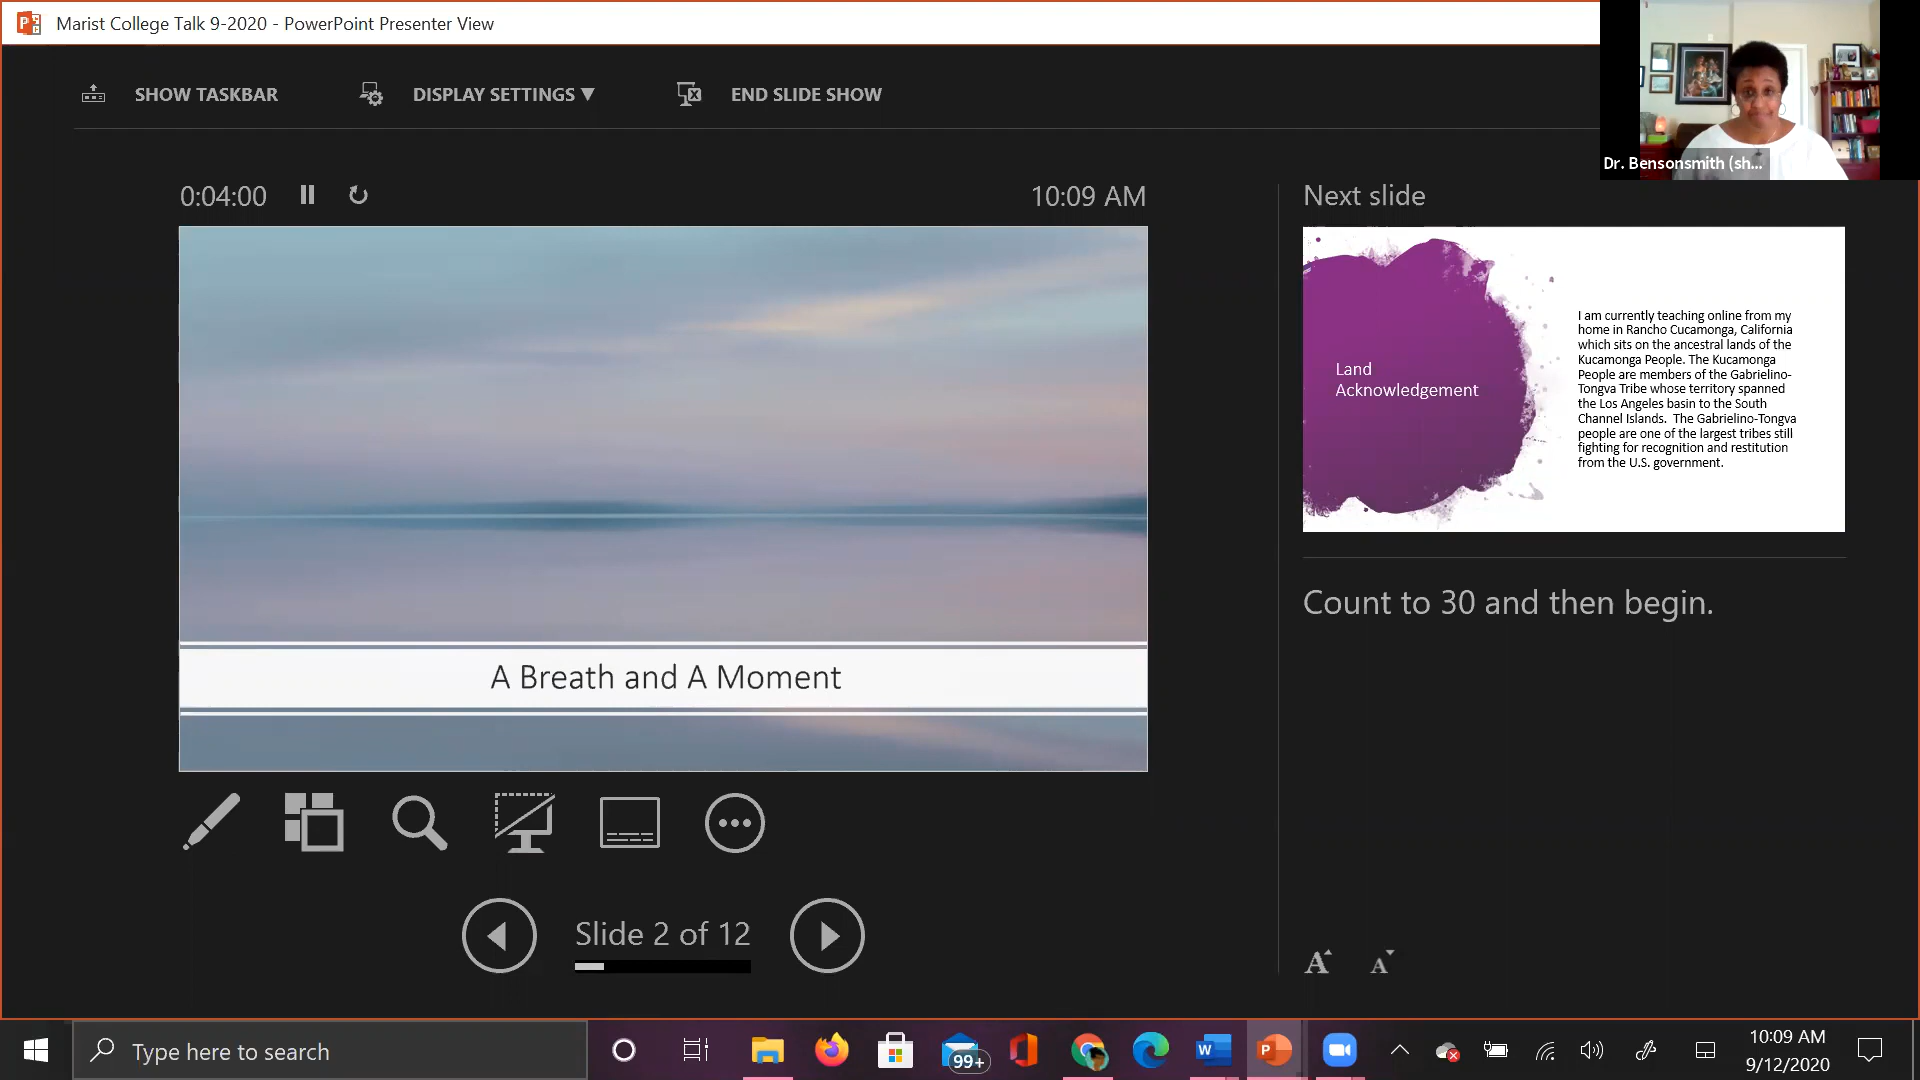 Marist College Talk 9-2020 - PowerPoint Presenter View
SHOW TASKBAR
DISPLAY SETTINGS ▼
END SLIDE SHOW
Dr. Bensonsmith (sh...
0:04:00
10:09 AM
A Breath and A Moment
Slide 2 of 12
Next slide
Land
Acknowledgement
I am currently teaching online from my
home in Rancho Cucamonga, California
which sits on the ancestral lands of the
Kucamonga People. The Kucamonga
People are members of the Gabrielino-
Tongva Tribe whose territory spanned
the Los Angeles basin to the South
Channel Islands.  The Gabrielino-Tongva
people are one of the largest tribes still
fighting for recognition and restitution
from the U.S. government.
Count to 30 and then begin.
A A
Type here to search
99+
10:09 AM
9/12/2020